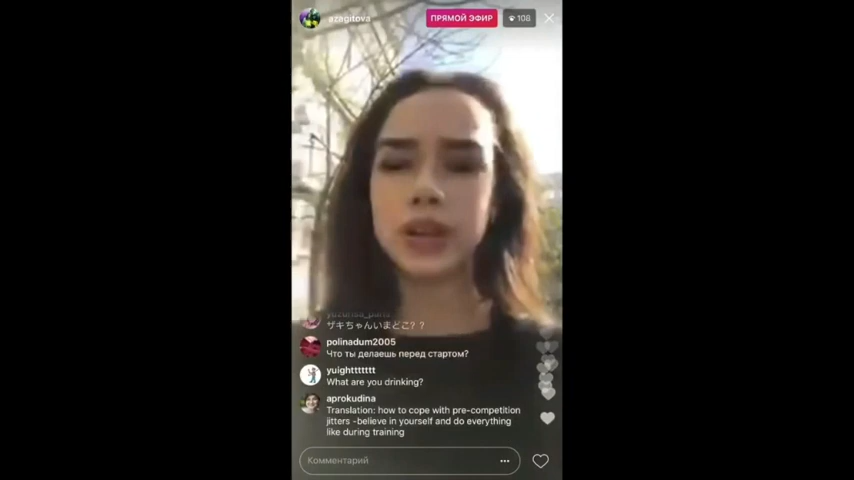 azagitova
ПРЯМОЙ ЭФИР
108
ザキちゃんいまどこ？？
polinadum2005
Что ты делаешь перед стартом?
yuighttttttt
What are you drinking?
aprokudina
Translation: how to cope with pre-competition
jitters -believe in yourself and do everything
like during training
Комментарий